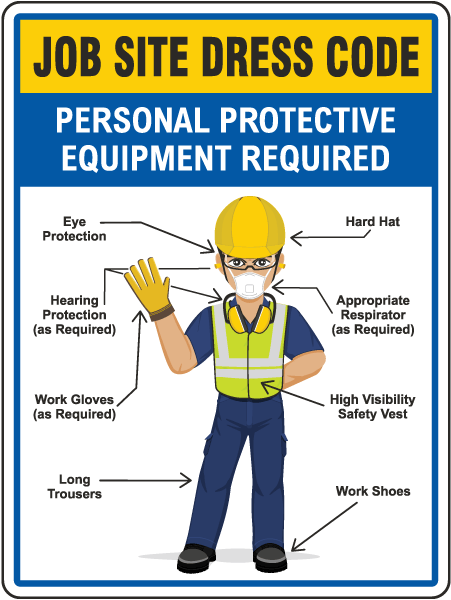 JOB SITE DRESS CODE
PERSONAL PROTECTIVE
EQUIPMENT REQUIRED
Eye
Protection
Hard Hat
Hearing
Protection
(as Required)
Appropriate
Respirator
(as Required)
Work Gloves
(as Required)
High Visibility
Safety Vest
Long
Trousers
Work Shoes